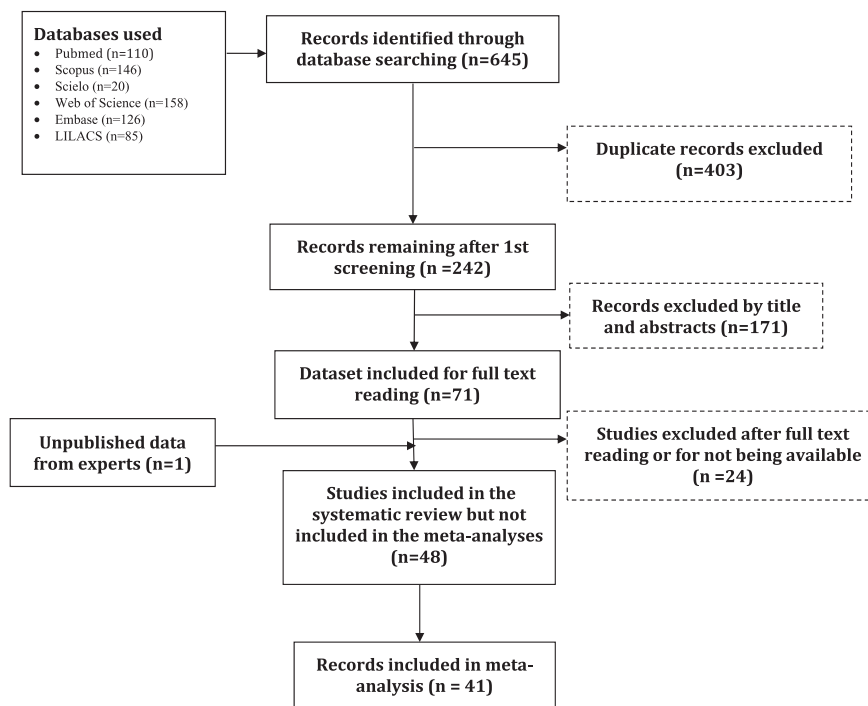 Databases used
• Pubmed (n=110)
• Scopus (n=146)
• Scielo (n=20)
• Web of Science (n=158)
• Embase (n=126)
• LILACS (n=85)
Records identified through
database searching (n=645)
Duplicate records excluded
(n=403)
Records remaining after 1st
screening (n =242)
Records excluded by title
and abstracts (n=171)
Dataset included for full text
reading (n=71)
Unpublished data
from experts (n=1)
Studies excluded after full text
reading or for not being available
(n =24)
Studies included in the
systematic review but not
included in the meta-analyses
(n=48)
Records included in meta-
analysis (n = 41)